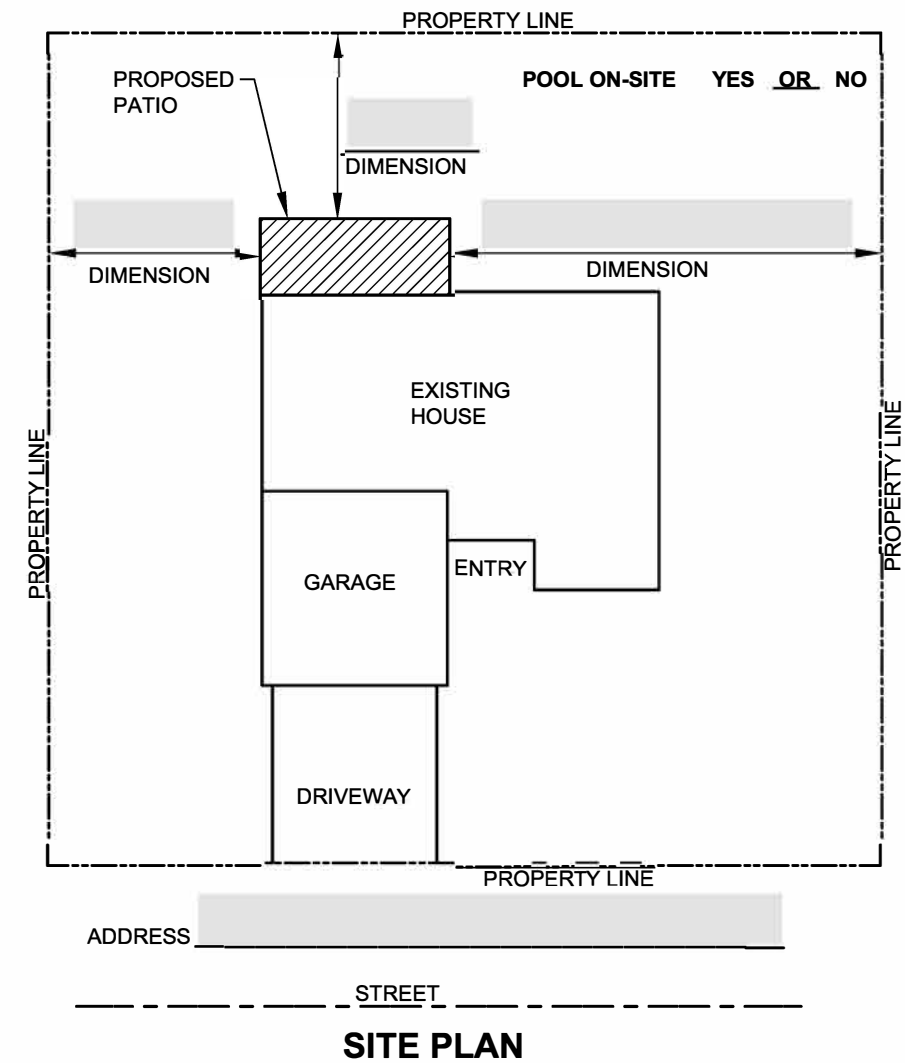 PROPERTY LINE
PROPOSED
PATIO
POOL ON-SITE YES OR NO
DIMENSION
DIMENSION
DIMENSION
EXISTING
HOUSE
PROPERTY LINE
PROPERTY LINE
GARAGE
ENTRY
DRIVEWAY
PROPERTY LINE
ADDRESS
STREET
SITE PLAN